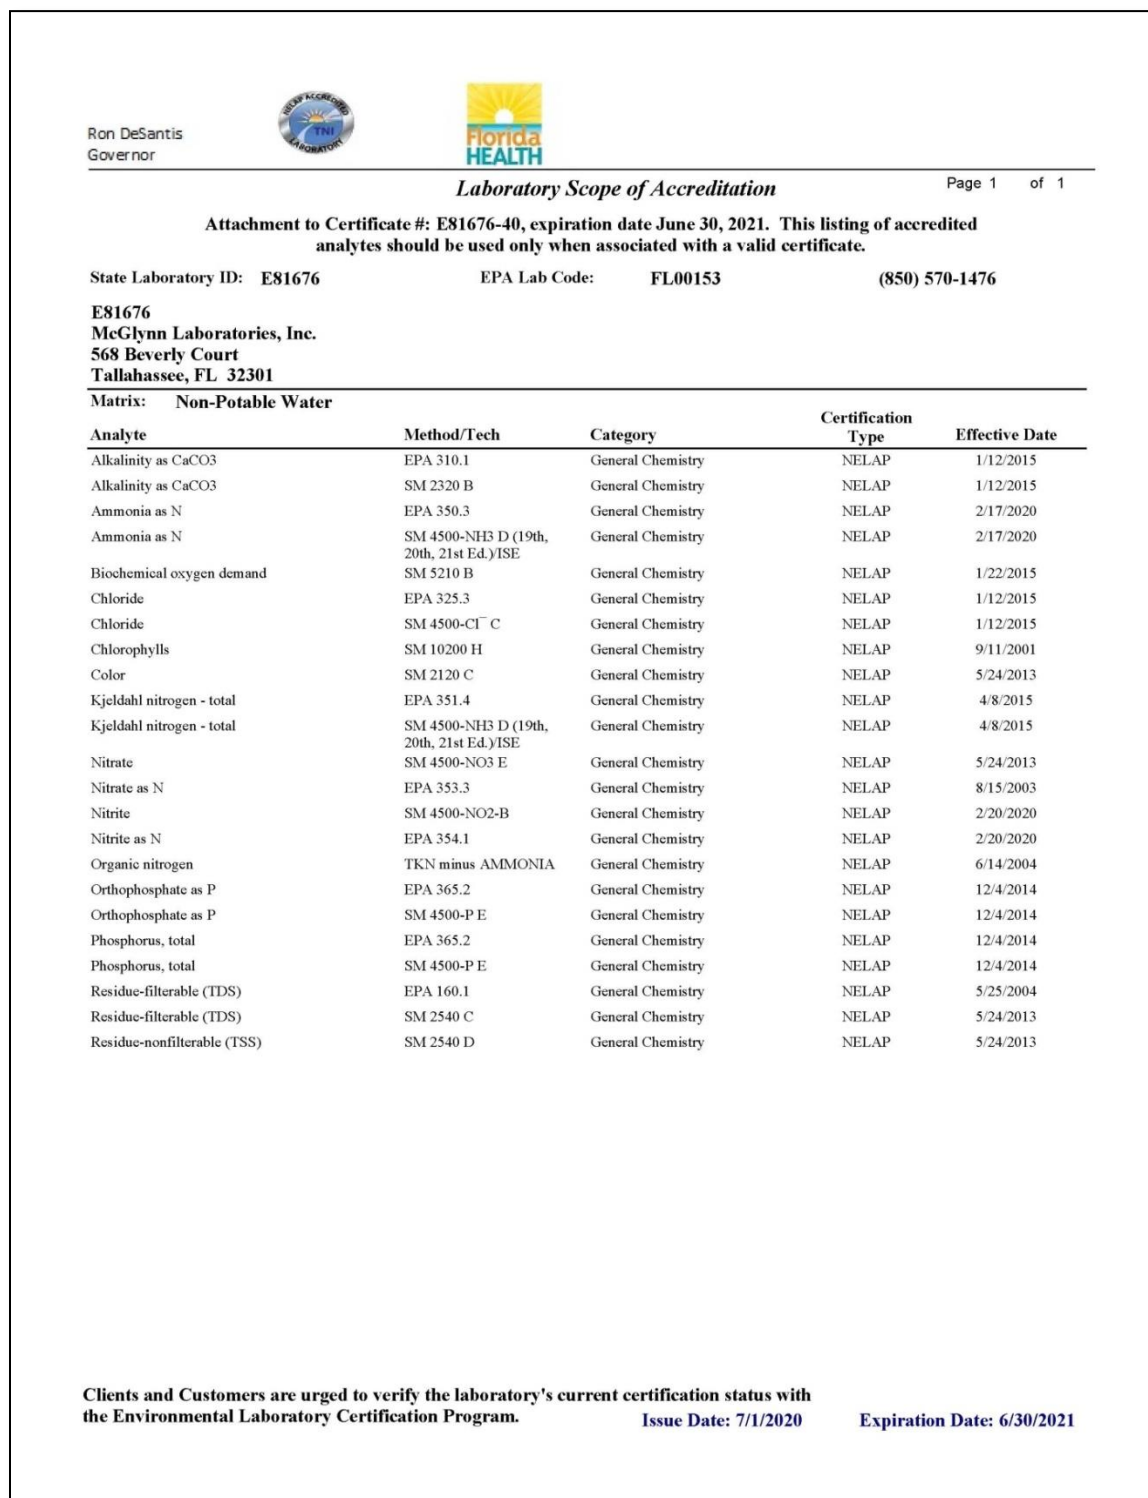 Ron DeSantis
Governor
NELAP ACCREDITED
TNI
LABORATORY
Florida
HEALTH
Laboratory Scope of Accreditation
Page 1 of 1
Attachment to Certificate #: E81676-40, expiration date June 30, 2021. This listing of accredited
analytes should be used only when associated with a valid certificate.
State Laboratory ID: E81676 EPA Lab Code: FL00153 (850) 570-1476
E81676
McGlynn Laboratories, Inc.
568 Beverly Court
Tallahassee, FL 32301
Matrix: Non-Potable Water
Analyte Method/Tech Category Certification Type Effective Date
Alkalinity as CaCO3 EPA 310.1 General Chemistry NELAP 1/12/2015
Alkalinity as CaCO3 SM 2320 B General Chemistry NELAP 1/12/2015
Ammonia as N EPA 350.3 General Chemistry NELAP 2/17/2020
Ammonia as N SM 4500-NH3 D (19th, General Chemistry NELAP 2/17/2020
20th, 21st Ed.)/ISE
Biochemical oxygen demand SM 5210 B General Chemistry NELAP 1/22/2015
Chloride EPA 325.3 General Chemistry NELAP 1/12/2015
Chloride SM 4500-Cl¯ C General Chemistry NELAP 1/12/2015
Chlorophylls SM 10200 H General Chemistry NELAP 9/11/2001
Color SM 2120 C General Chemistry NELAP 5/24/2013
Kjeldahl nitrogen - total EPA 351.4 General Chemistry NELAP 4/8/2015
Kjeldahl nitrogen - total SM 4500-NH3 D (19th, General Chemistry NELAP 4/8/2015
20th, 21st Ed.)/ISE
Nitrate SM 4500-NO3 E General Chemistry NELAP 5/24/2013
Nitrate as N EPA 353.3 General Chemistry NELAP 8/15/2003
Nitrite SM 4500-NO2-B General Chemistry NELAP 2/20/2020
Nitrite as N EPA 354.1 General Chemistry NELAP 2/20/2020
Organic nitrogen TKN minus AMMONIA General Chemistry NELAP 6/14/2004
Orthophosphate as P EPA 365.2 General Chemistry NELAP 12/4/2014
Orthophosphate as P SM 4500-P E General Chemistry NELAP 12/4/2014
Phosphorus, total EPA 365.2 General Chemistry NELAP 12/4/2014
Phosphorus, total SM 4500-P E General Chemistry NELAP 12/4/2014
Residue-filterable (TDS) EPA 160.1 General Chemistry NELAP 5/25/2004
Residue-filterable (TDS) SM 2540 C General Chemistry NELAP 5/24/2013
Residue-nonfilterable (TSS) SM 2540 D General Chemistry NELAP 5/24/2013
Clients and Customers are urged to verify the laboratory's current certification status with
the Environmental Laboratory Certification Program. Issue Date: 7/1/2020 Expiration Date: 6/30/2021